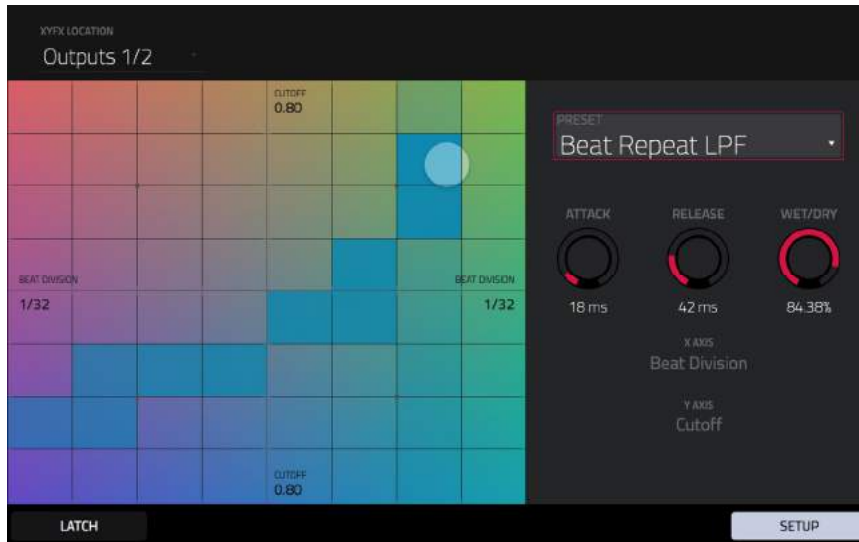 XYFX LOCATION
Outputs 1/2
CUTOFF
0.80
BEAT DIVISION
1/32
BEAT DIVISION
1/32
CUTOFF
0.80
PRESET
Beat Repeat LPF
ATTACK
RELEASE
WET/DRY
18 ms
42 ms
84.38%
X AXIS
Beat Division
Y AXIS
Cutoff
LATCH
SETUP